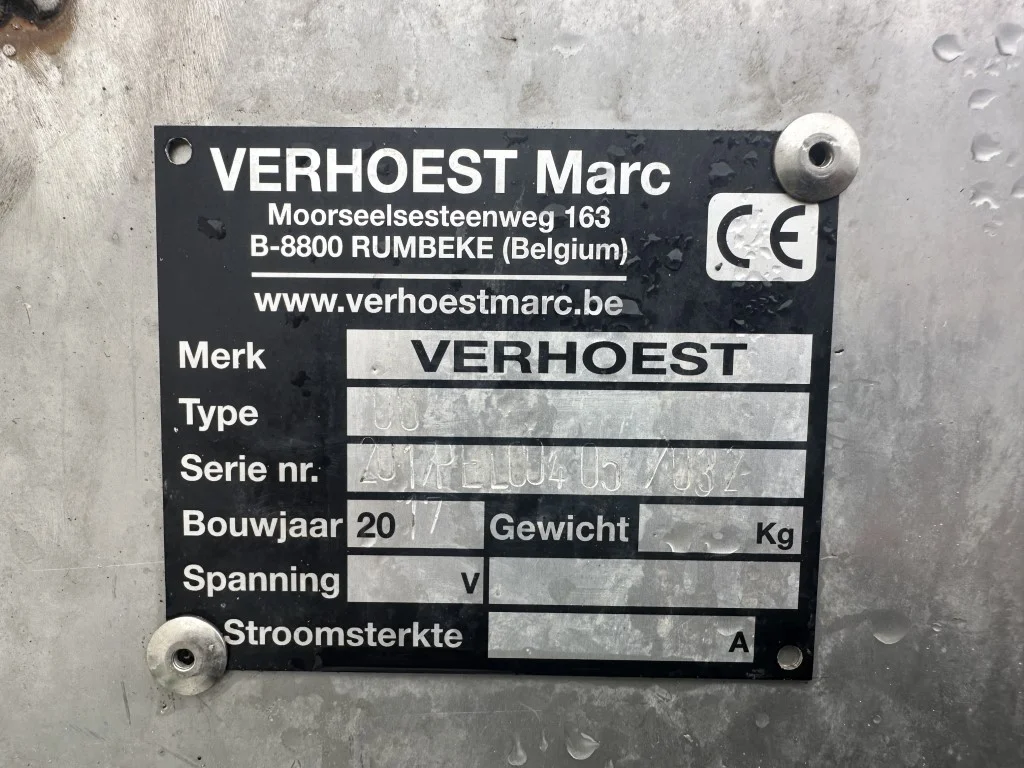 VERHOEST Marc
Moorseelsesteenweg 163
B-8800 RUMBEKE (Belgium)
CE
www.verhoestmarc.be
Merk VERHOEST
Type
Serie nr.
Bouwjaar 2017 Gewicht Kg
Spanning V
Stroomsterkte A